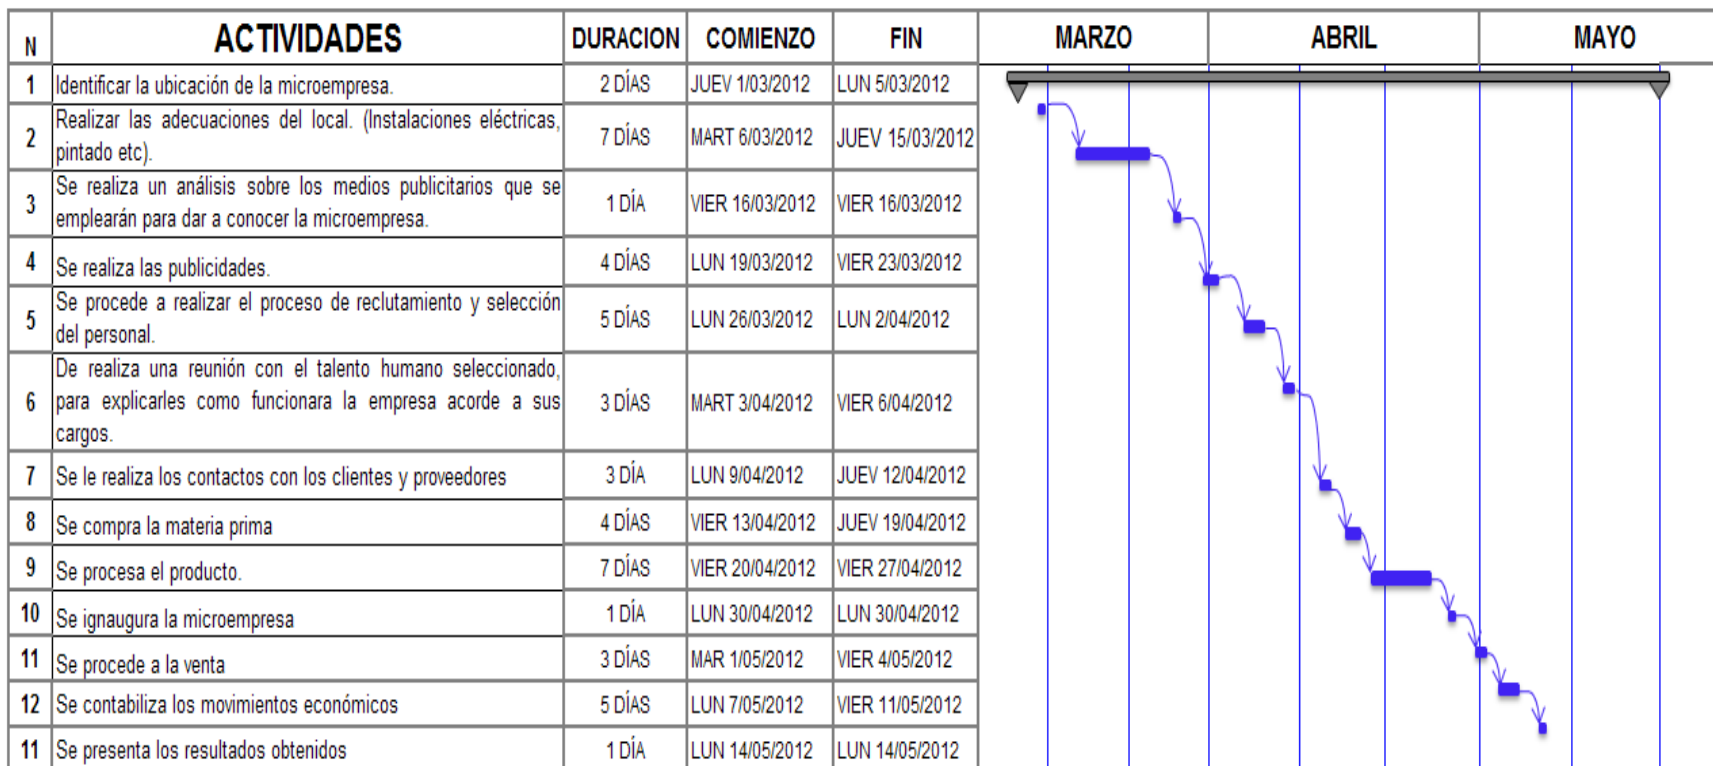 N ACTIVIDADES DURACION COMIENZO FIN MARZO ABRIL MAYO
1 Identificar la ubicación de la microempresa. 2 DÍAS JUEV 1/03/2012 LUN 5/03/2012
2 Realizar las adecuaciones del local. (Instalaciones eléctricas,
pintado etc). 7 DÍAS MART 6/03/2012 JUEV 15/03/2012
3 Se realiza un análisis sobre los medios publicitarios que se
emplearán para dar a conocer la microempresa. 1 DÍA VIER 16/03/2012 VIER 16/03/2012
4 Se realiza las publicidades. 4 DÍAS LUN 19/03/2012 VIER 23/03/2012
5 Se procede a realizar el proceso de reclutamiento y selección
del personal. 5 DÍAS LUN 26/03/2012 LUN 2/04/2012
De realiza una reunión con el talento humano seleccionado,
6 para explicarles como funcionara la empresa acorde a sus 3 DÍAS MART 3/04/2012 VIER 6/04/2012
cargos.
7 Se le realiza los contactos con los clientes y proveedores 3 DÍA LUN 9/04/2012 JUEV 12/04/2012
8 Se compra la materia prima 4 DÍAS VIER 13/04/2012 JUEV 19/04/2012
9 Se procesa el producto. 7 DÍAS VIER 20/04/2012 VIER 27/04/2012
10 Se ignaugura la microempresa 1 DÍA LUN 30/04/2012 LUN 30/04/2012
11 Se procede a la venta 3 DÍAS MAR 1/05/2012 VIER 4/05/2012
12 Se contabiliza los movimientos económicos 5 DÍAS LUN 7/05/2012 VIER 11/05/2012
11 Se presenta los resultados obtenidos 1 DÍA LUN 14/05/2012 LUN 14/05/2012